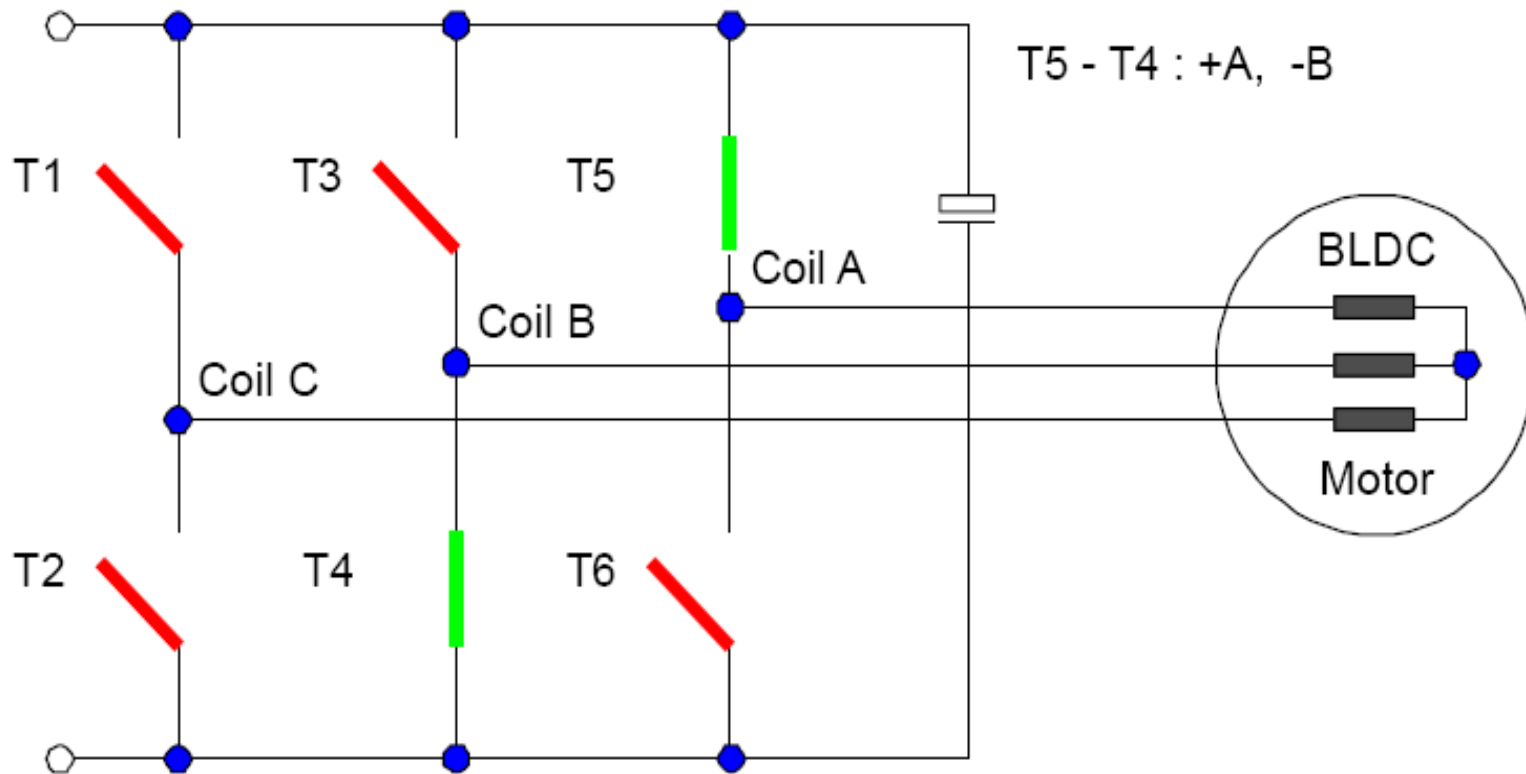 T5 - T4 : +A, -B
T1
T3
T5
Coil A
BLDC
Coil B
Coil C
Motor
T2
T4
T6